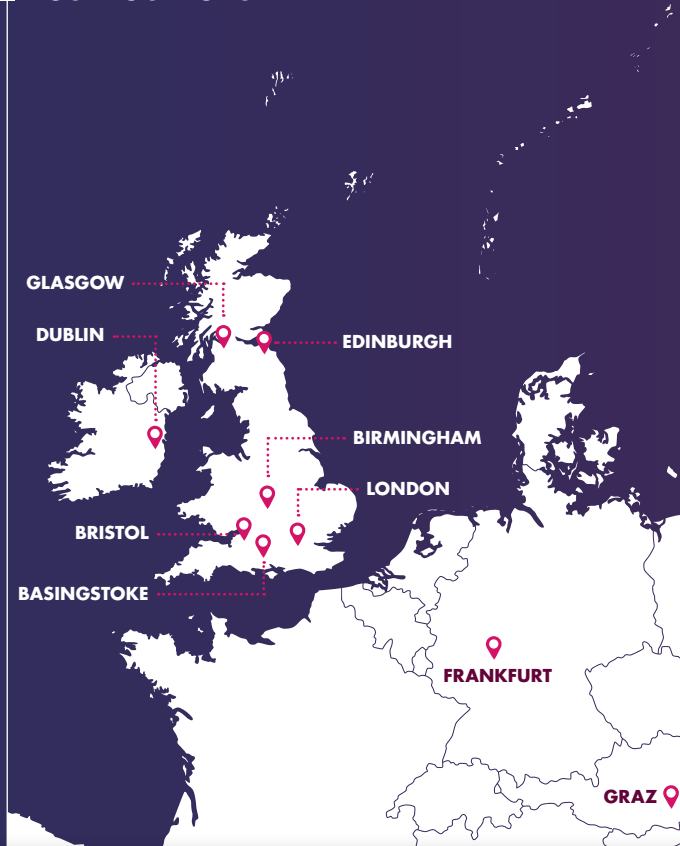 GLASGOW
DUBLIN
EDINBURGH
BIRMINGHAM
LONDON
BRISTOL
BASINGSTOKE
FRANKFURT
GRAZ